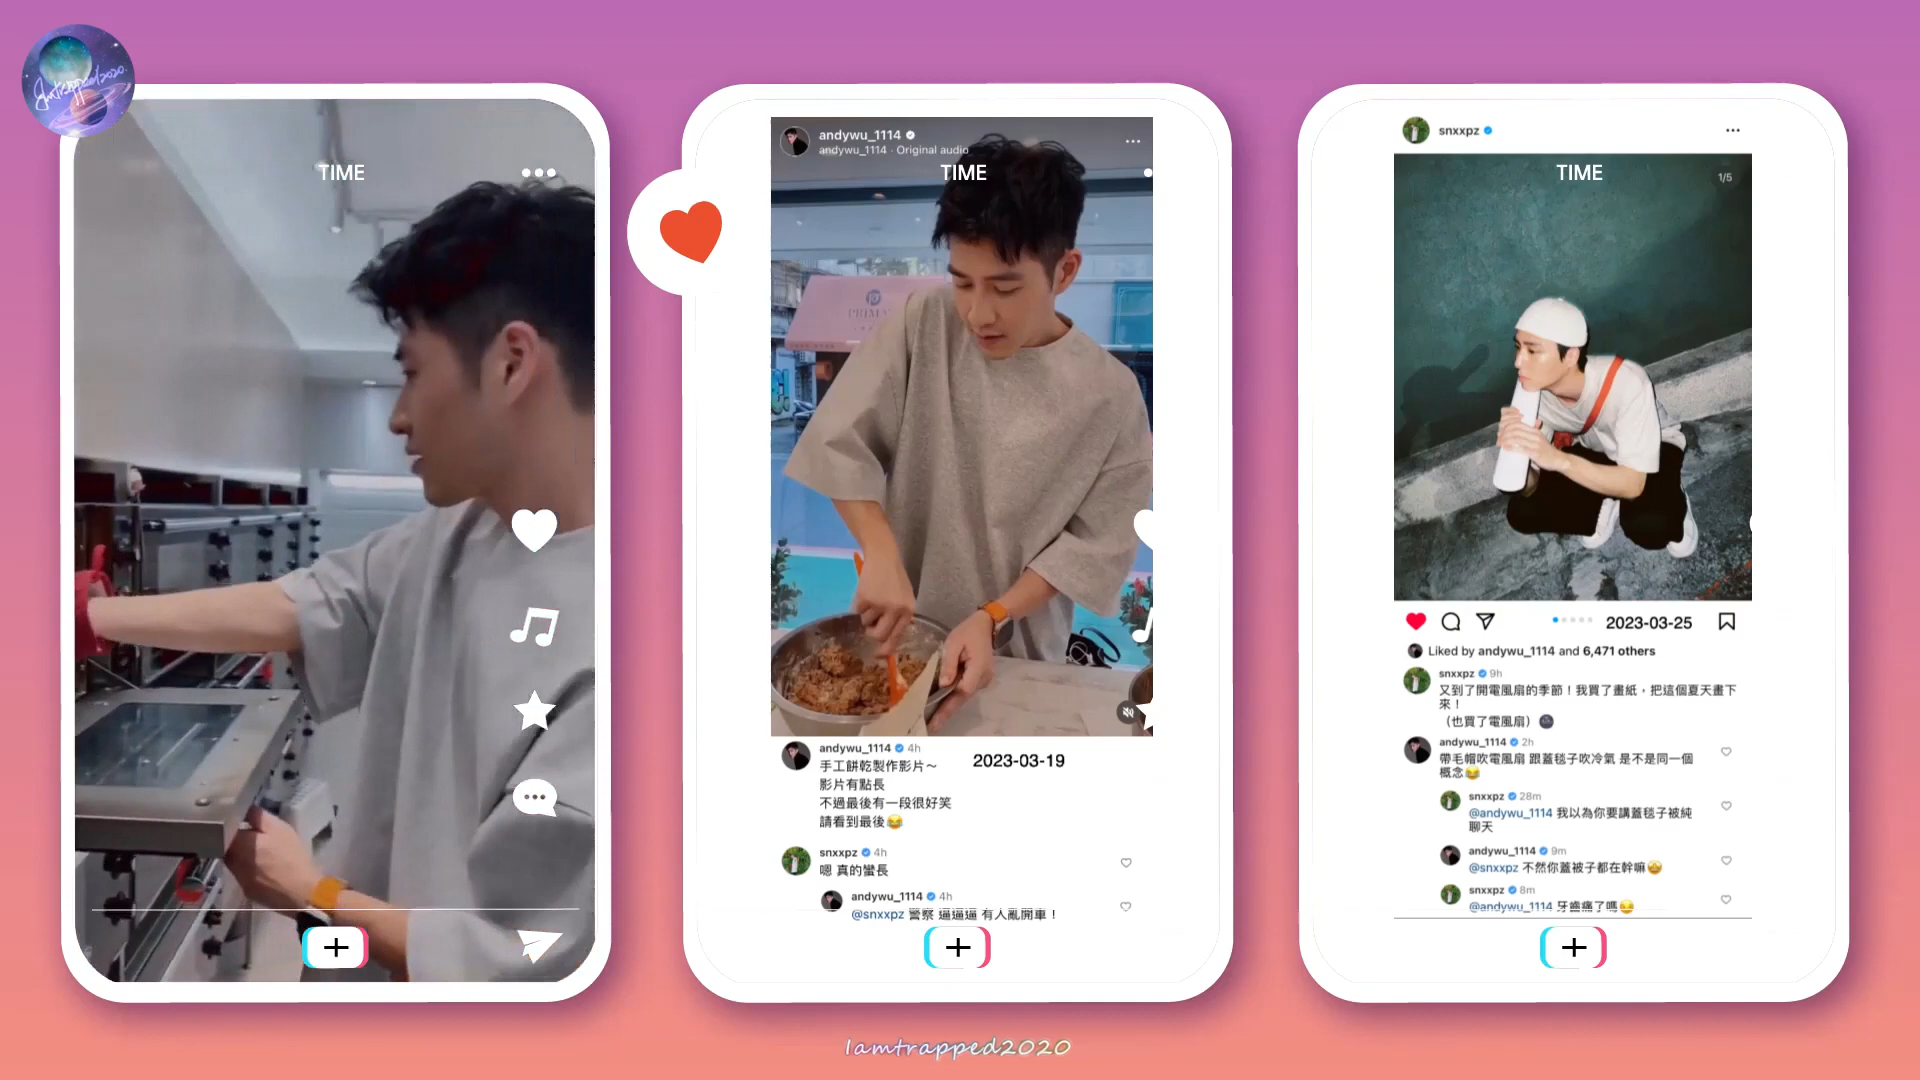 Iamtrapped2020
TIME
andywu_1114
andywu_1114 · Original audio
TIME
PRIMA
andywu_1114 4h
手工餅乾製作影片～
影片有點長
不過最後有一段很好笑
請看到最後😂
2023-03-19
snxxpz 4h
嗯 真的蠻長
andywu_1114 4h
@snxxpz 警察 逼逼逼 有人亂開車！
snxxpz
TIME
1/5
2023-03-25
Liked by andywu_1114 and 6,471 others
snxxpz 9h
又到了開電風扇的季節！我買了畫紙，把這個夏天畫下
來！
（也買了電風扇）🌚
andywu_1114 2h
帶毛帽吹電風扇 跟蓋毯子吹冷氣 是不是同一個
概念😂
snxxpz 28m
@andywu_1114 我以為你要講蓋毯子被純
聊天
andywu_1114 9m
@snxxpz 不然你蓋被子都在幹嘛🤩
snxxpz 8m
@andywu_1114 牙齒痛了嗎😂
Iamtrapped2020